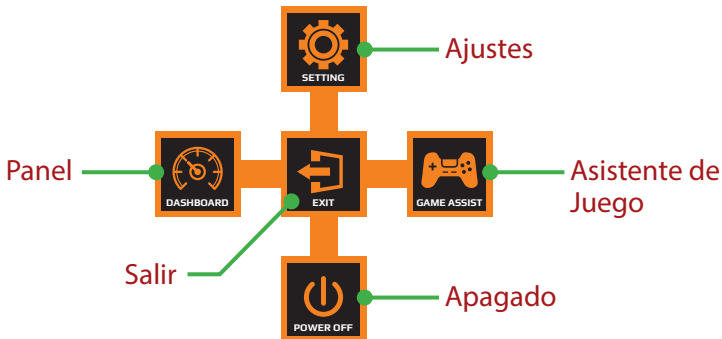 SETTING
Ajustes
Panel
DASHBOARD
EXIT
GAME ASSIST
Asistente de
Juego
Salir
POWER OFF
Apagado